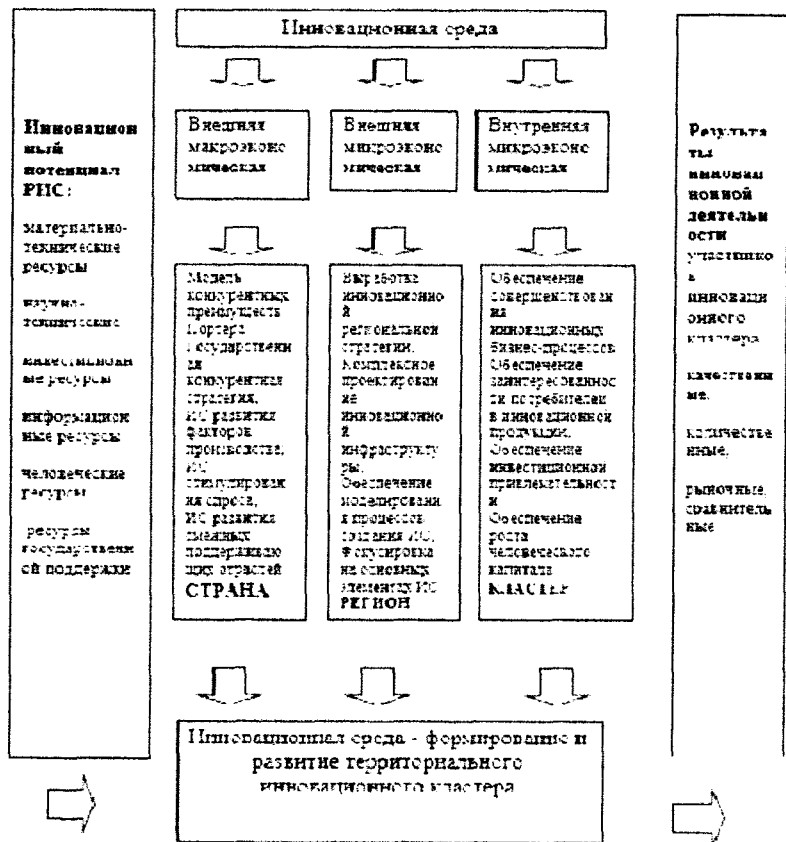 Инновационная среда
Инновацион
ный
потенциал
РИС:
материально-
технические
ресурсы
научно-
технические
инвестицион
ные ресурсы
информацион
ные ресурсы
человеческие
ресурсы
ресурсы
государственн
ой поддержки
Внешняя
макроэконо
мическая
Внешняя
микроэконо
мическая
Внутренняя
микроэконо
мическая
Модель
конкурентных
преимуществ
Портера
Государственн
ая
конкурентная
стратегия,
ИС развития
факторов
производства,
ИС
стимулирован
ия спроса,
ИС развития
смежных
поддерживаю
щих отраслей
СТРАНА
Выработка
инновационно
й
региональной
стратегии.
Комплексное
проектирован
ие
инновационно
й
инфраструкту
ры.
Обеспечение
моделировани
я процессов
создания ИС.
Фокусировка
на основных
элементах ИС
РЕГИОН
Обеспечение
совершенствован
ия
инновационных
бизнес-процессов
Обеспечение
заинтересованнос
ти потребителей
в инновационной
продукции.
Обеспечение
инвестиционной
привлекательност
и
Обеспечение
роста
человеческого
капитала
КЛАСТЕР
Результа
ты
инновац
ионной
деятельн
ости
участнико
в
инноваци
онного
кластера
качественн
ые,
количестве
нные,
рыночные,
сравнитель
ные
Инновационная среда - формирование и
развитие территориального
инновационного кластера